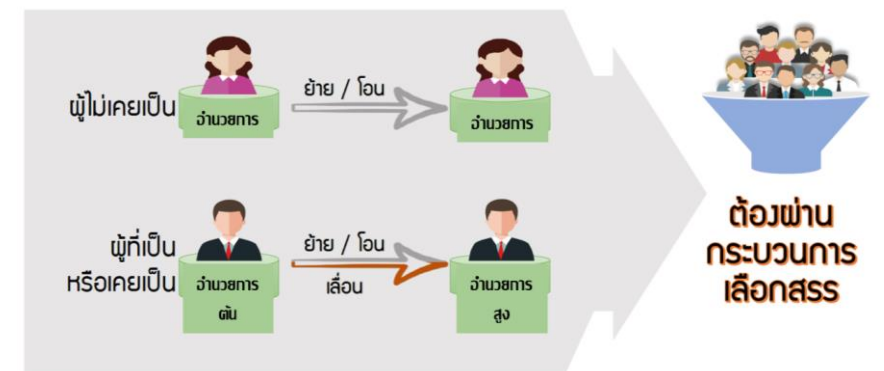 ผู้ไม่เคยเป็น
อำนวยการ
ย้าย / โอน
อำนวยการ
ผู้ที่เป็น
หรือเคยเป็น
อำนวยการ
ต้น
ย้าย / โอน
เลื่อน
อำนวยการ
สูง
ต้องผ่าน
กระบวนการ
เลือกสรร